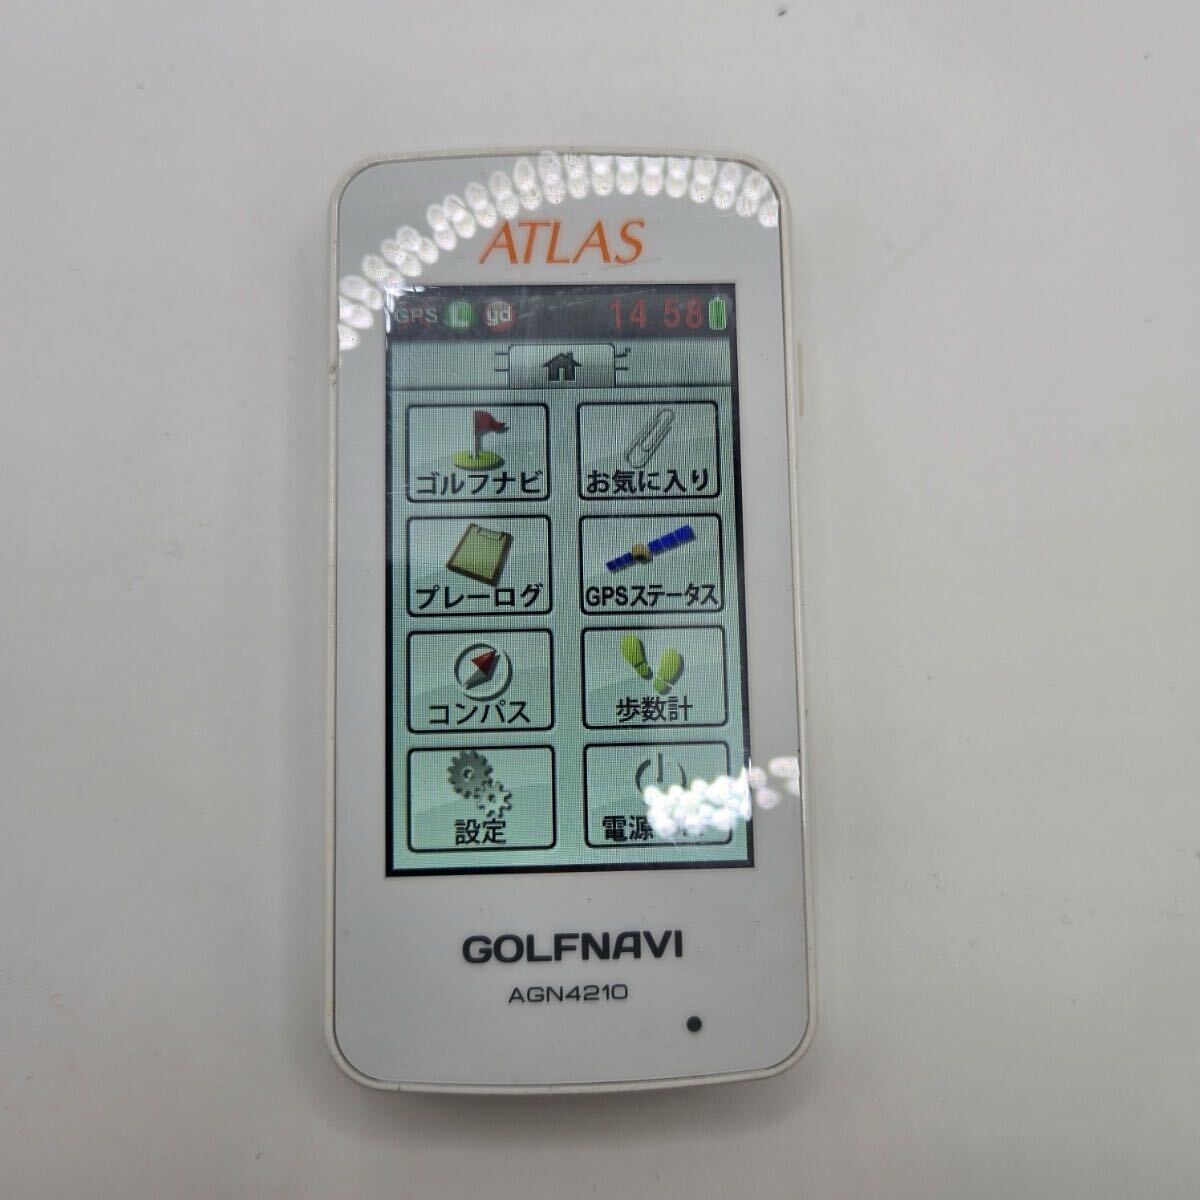 ATLAS
GPS L yd 14 58
ゴルフナビ お気に入り
プレーログ GPSステータス
コンパス 歩数計
設定 電源
GOLFNAVI
AGN4210